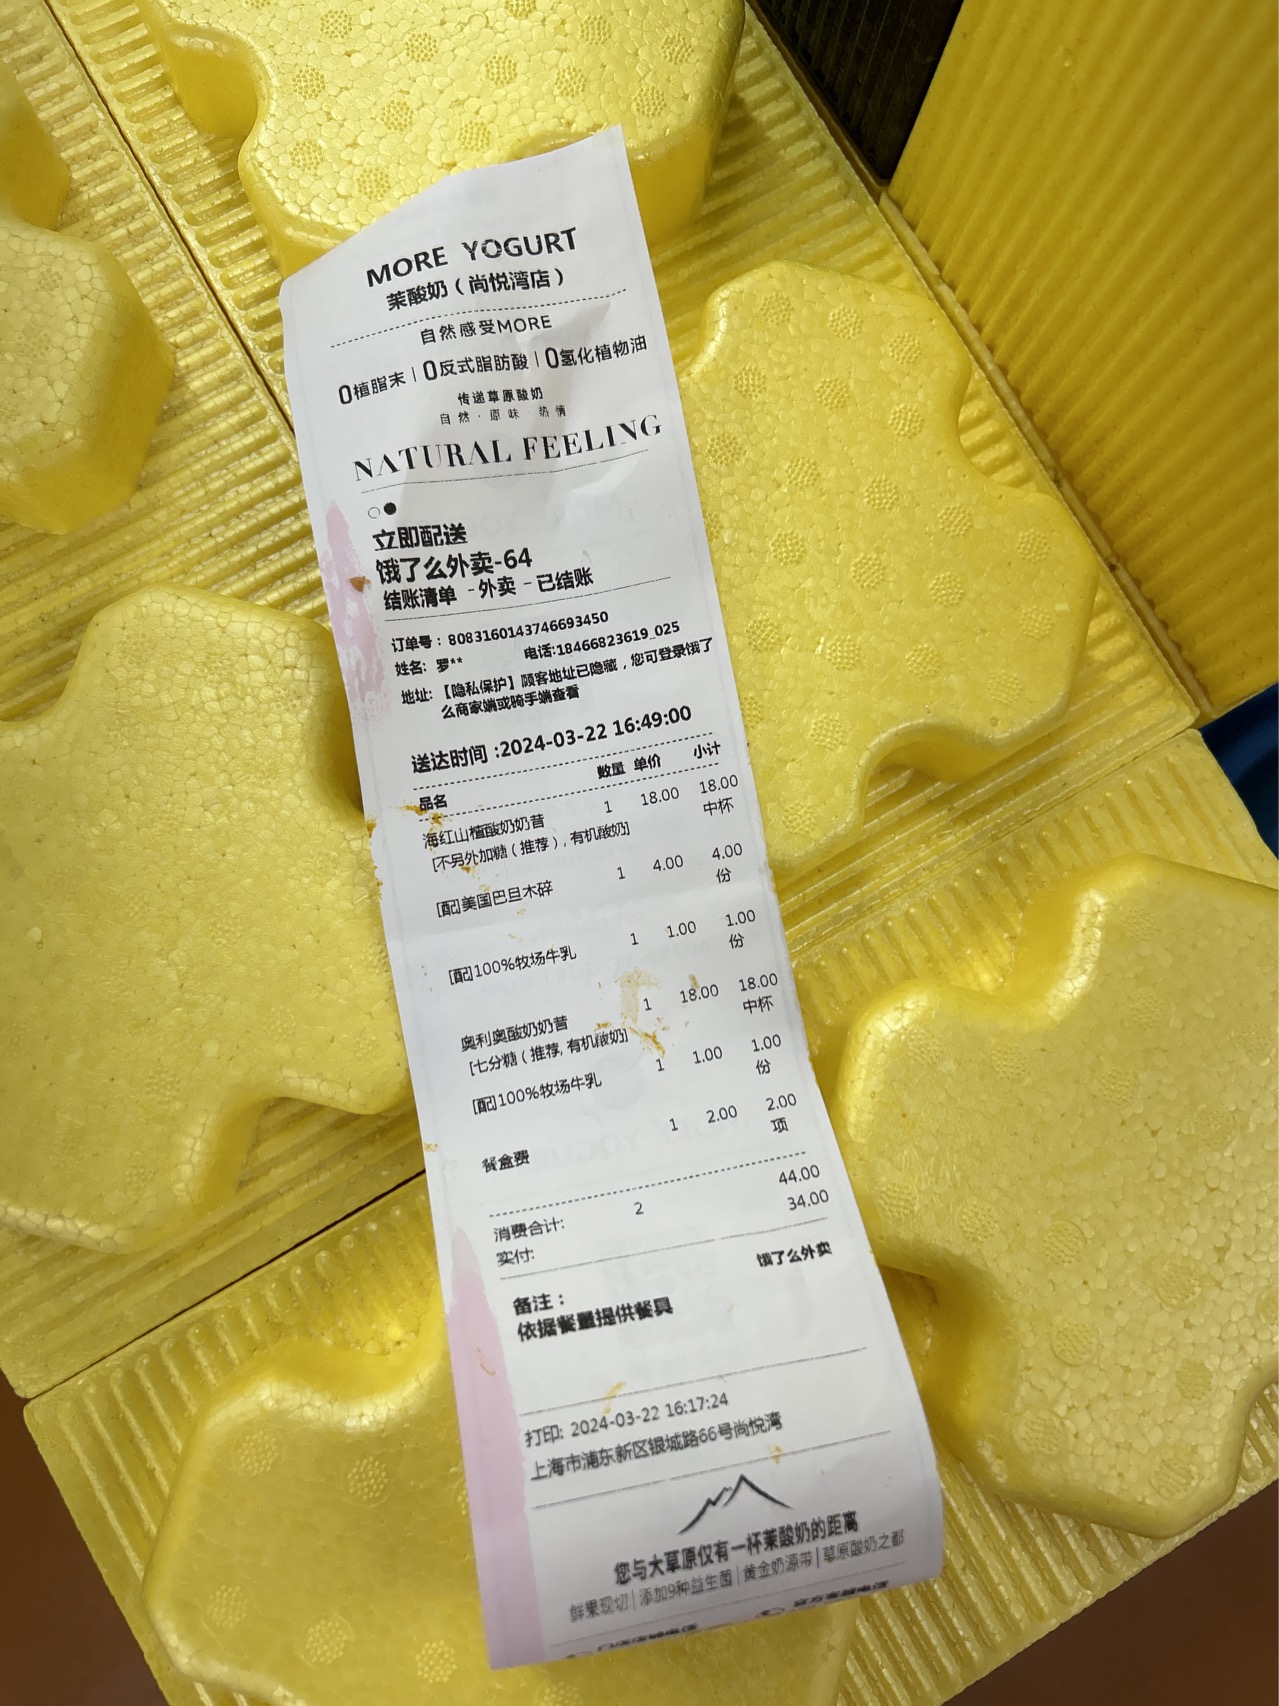 MORE YOGURT
茉酸奶（尚悦湾店）
自然感受MORE
0植脂末|0反式脂肪酸|0氢化植物油
传递草原酸奶
自然·原味·热情
NATURAL FEELING
立即配送
饿了么外卖-64
结账清单 -外卖 -已结账
订单号：8083160143746693450
姓名: 罗** 电话:18466823619_025
地址: 【隐私保护】顾客地址已隐藏，您可登录饿了
么商家端或骑手端查看
送达时间 :2024-03-22 16:49:00
品名 数量 单价 小计
海红山楂酸奶奶昔 1 18.00 18.00
[不另外加糖（推荐）, 有机酸奶] 中杯
[配]美国巴旦木碎 1 4.00 4.00
份
[配]100%牧场牛乳 1 1.00 1.00
份
奥利奥酸奶奶昔 1 18.00 18.00
[七分糖（推荐, 有机酸奶] 中杯
[配]100%牧场牛乳 1 1.00 1.00
份
餐盒费 1 2.00 2.00
项
消费合计: 2 44.00
实付: 34.00
饿了么外卖
备注：
依据餐量提供餐具
打印: 2024-03-22 16:17:24
上海市浦东新区银城路66号尚悦湾
您与大草原仅有一杯茉酸奶的距离
鲜果现切|添加9种益生菌|黄金奶源带|草原酸奶之都